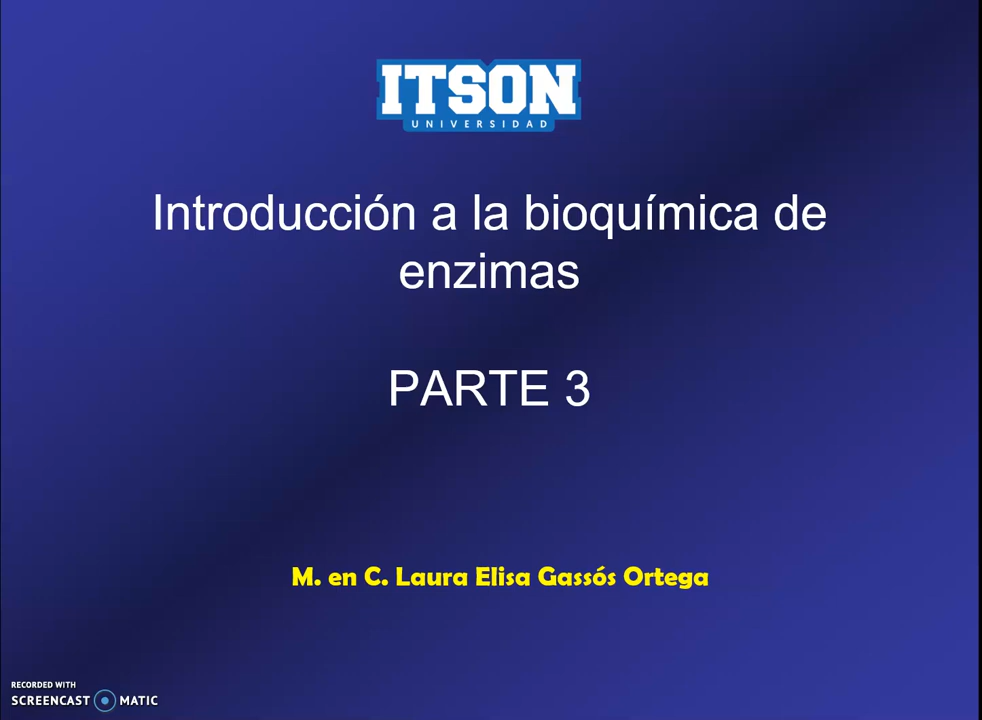 ITSON
UNIVERSIDAD
Introducción a la bioquímica de
enzimas
PARTE 3
M. en C. Laura Elisa Gassós Ortega
RECORDED WITH
SCREENCAST MATIC